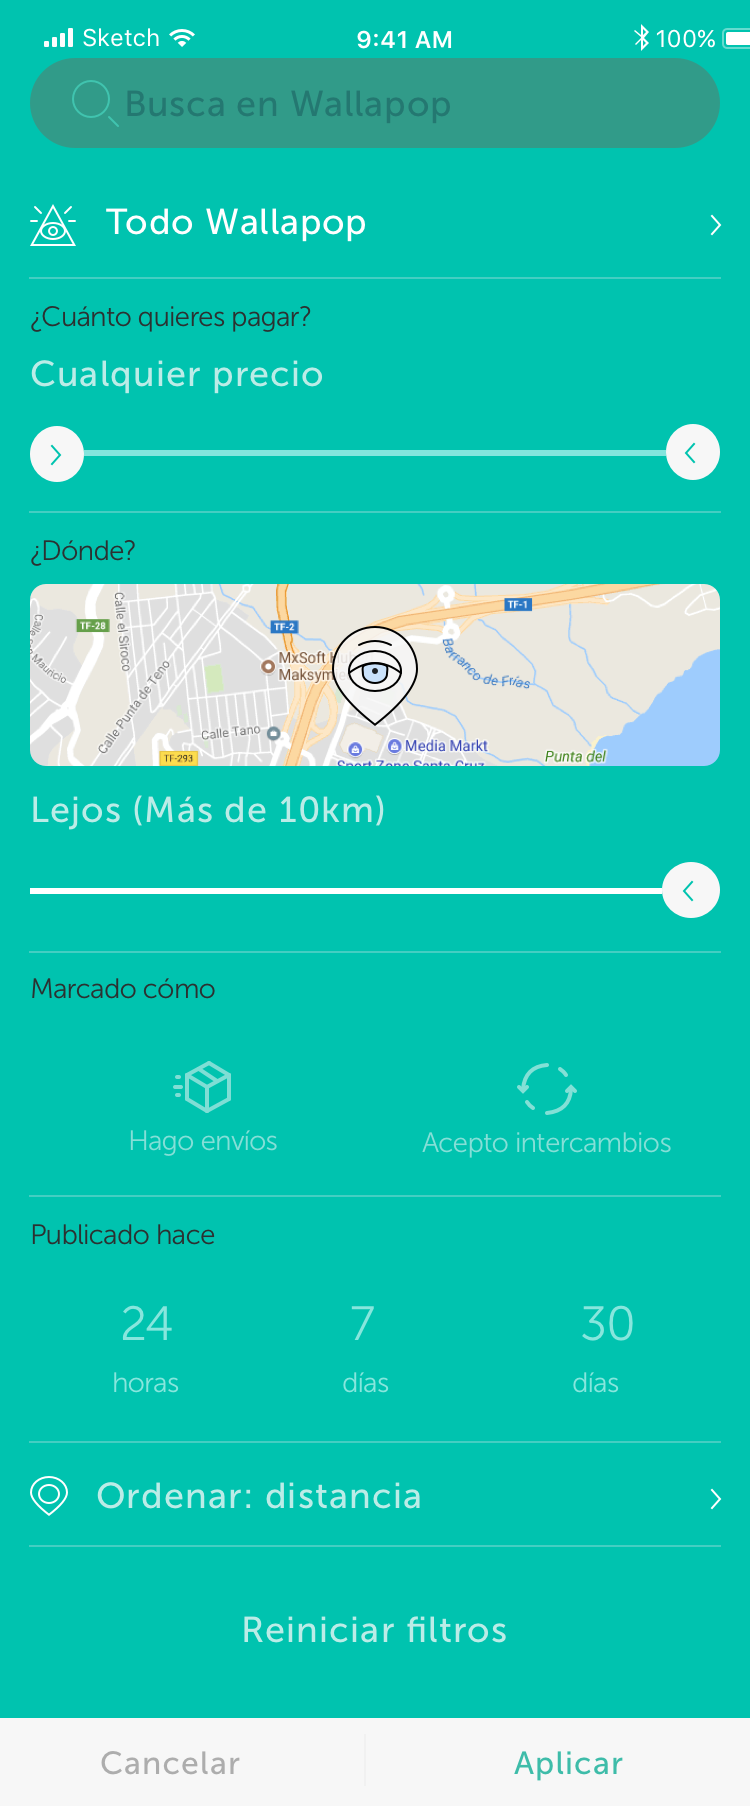 Sketch 9:41 AM 100%
Busca en Wallapop
Todo Wallapop
¿Cuánto quieres pagar?
Cualquier precio
¿Dónde?
TF-28
Calle el Siroco
TF-2
TF-1
Mauricio
Calle Punta de Teno
MxSoft
Maksym
Barranco de Frías
Calle Tano
Media Markt
TF-293
Sport Zona Santa Cruz
Punta del
Lejos (Más de 10km)
Marcado cómo
Hago envíos Acepto intercambios
Publicado hace
24 7 30
horas días días
Ordenar: distancia
Reiniciar filtros
Cancelar Aplicar